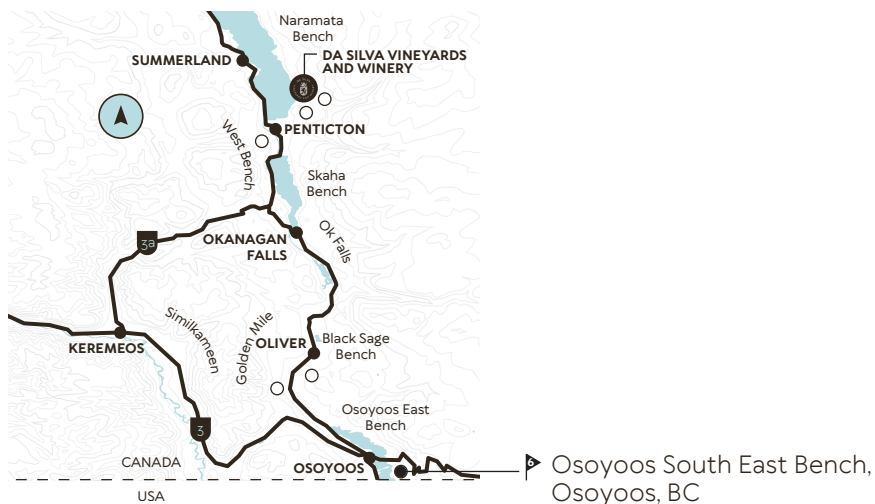 Naramata
Bench
DA SILVA VINEYARDS
AND WINERY
SUMMERLAND
PENTICTON
West Bench
Skaha
Bench
OKANAGAN
FALLS
Ok Falls
3a
Similkameen
Golden Mile
KEREMEOS
OLIVER
Black Sage
Bench
Osoyoos East
Bench
3
CANADA
OSOYOOS
USA
6
Osoyoos South East Bench,
Osoyoos, BC